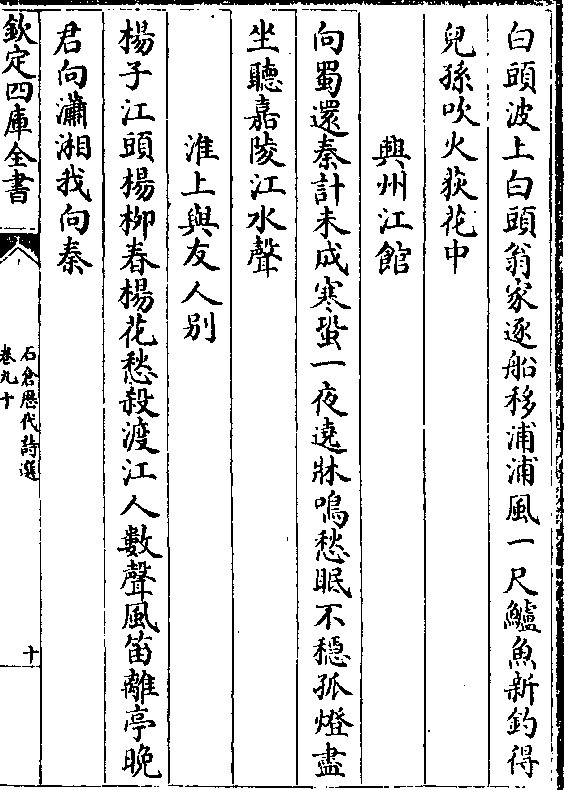 白頭波上白頭翁家逐船移浦浦風一尺鱸魚新釣得
兒孫吹火荻花中
興州江館
向蜀還秦計未成寒蛩一夜遶牀鳴愁眠不穩孤燈盡
坐聽嘉陵江水聲
淮上與友人别
楊子江頭楊柳春楊花愁殺渡江人數聲風笛離亭晚
君向瀟湘我向秦
欽定四庫全書
石倉歷代詩選
卷九十
十